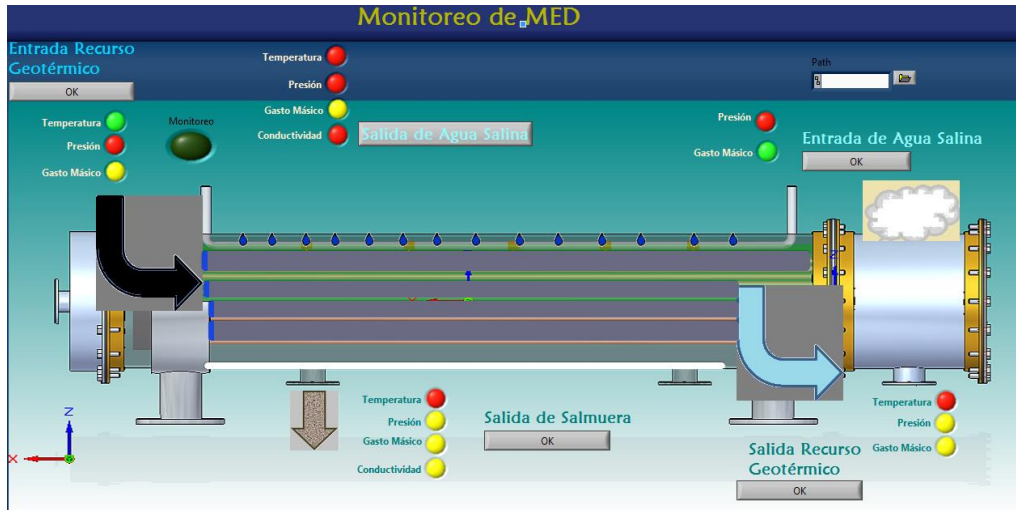 Monitoreo de MED
Entrada Recurso
Geotérmico
OK
Temperatura
Presión
Gasto Másico
Monitoreo
Temperatura
Presión
Gasto Másico
Conductividad
Salida de Agua Salina
Path
Presión
Gasto Másico
Entrada de Agua Salina
OK
Z
X
Z
X
Temperatura
Presión
Gasto Másico
Conductividad
Salida de Salmuera
OK
Temperatura
Presión
Gasto Másico
Salida Recurso
Geotérmico
OK